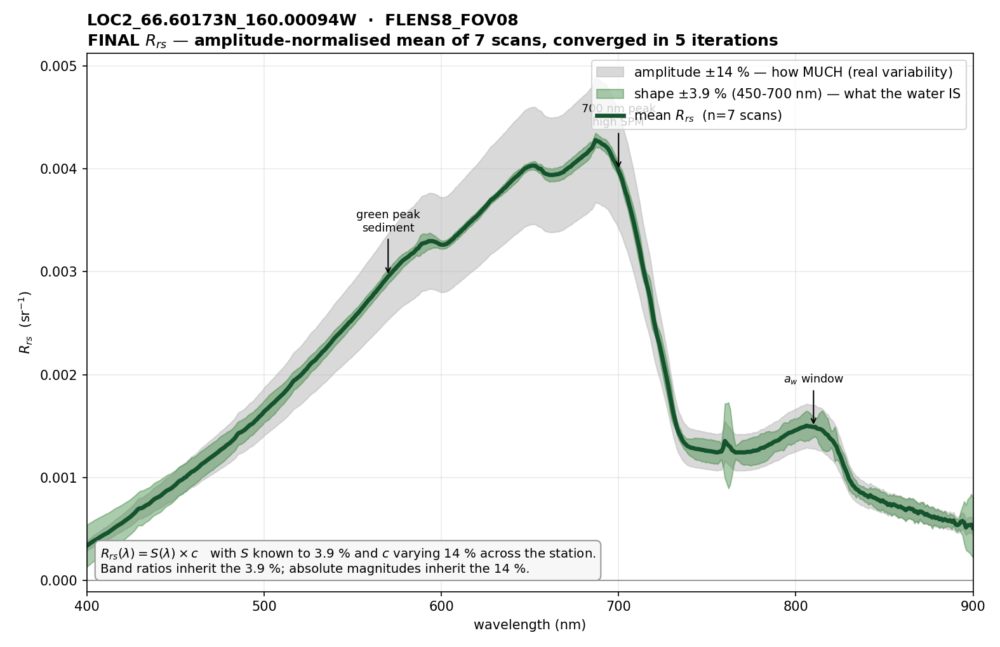 LOC2_66.60173N_160.00094W · FLENS8_FOV08
FINAL Rrs — amplitude-normalised mean of 7 scans, converged in 5 iterations
amplitude ±14 % — how MUCH (real variability)
shape ±3.9 % (450-700 nm) — what the water IS
mean Rrs (n=7 scans)
700 nm peak
high SPM
green peak
sediment
aw window
Rrs(λ) = S(λ) × c with S known to 3.9 % and c varying 14 % across the station.
Band ratios inherit the 3.9 %; absolute magnitudes inherit the 14 %.
0.005
0.004
0.003
0.002
0.001
0.000
Rrs (sr⁻¹)
400 500 600 700 800 900
wavelength (nm)